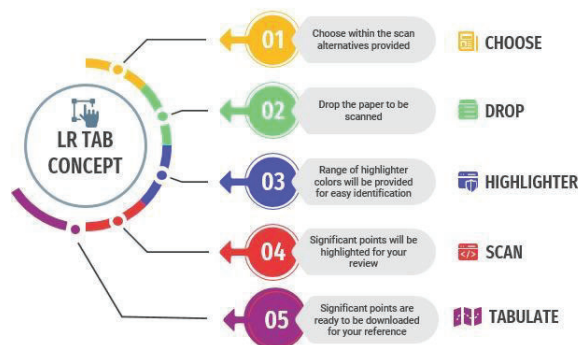 LR TAB
CONCEPT
01
Choose within the scan
alternatives provided
CHOOSE
02
Drop the paper to be
scanned
DROP
03
Range of highlighter
colors will be provided
for easy identification
HIGHLIGHTER
04
Significant points will be
highlighted for your
review
</>
SCAN
05
Significant points are
ready to be downloaded
for your reference
TABULATE